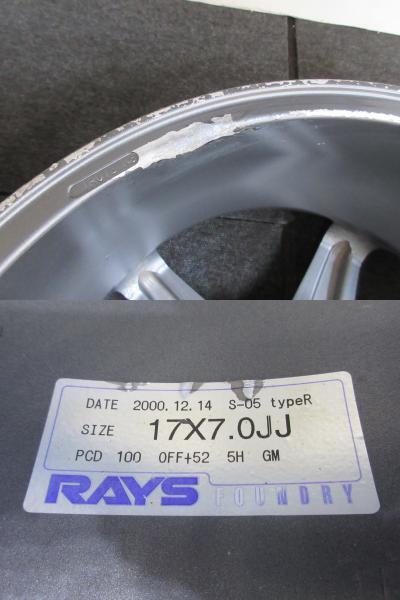 DATE 2000.12.14 S-05 typeR
SIZE 17X7.0JJ
PCD 100 OFF+52 5H GM
RAYS FOUNDRY